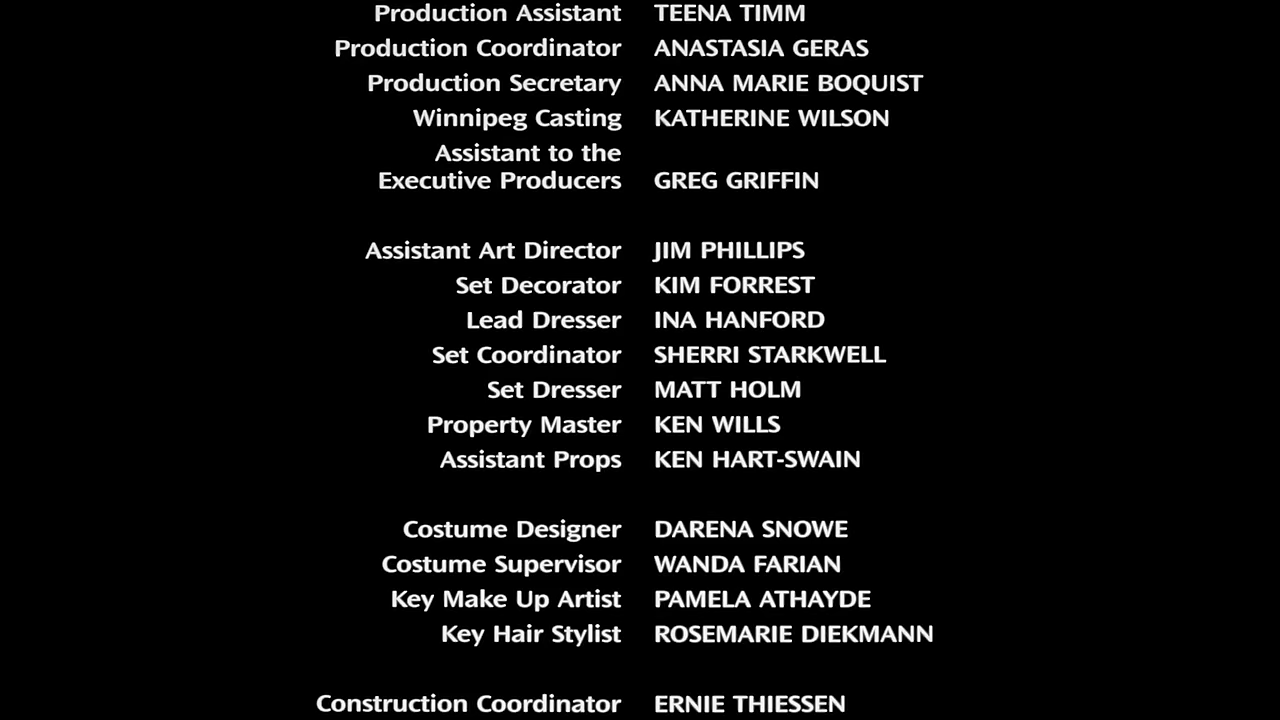 Production Assistant TEENA TIMM
Production Coordinator ANASTASIA GERAS
Production Secretary ANNA MARIE BOQUIST
Winnipeg Casting KATHERINE WILSON
Assistant to the
Executive Producers GREG GRIFFIN
Assistant Art Director JIM PHILLIPS
Set Decorator KIM FORREST
Lead Dresser INA HANFORD
Set Coordinator SHERRI STARKWELL
Set Dresser MATT HOLM
Property Master KEN WILLS
Assistant Props KEN HART-SWAIN
Costume Designer DARENA SNOWE
Costume Supervisor WANDA FARIAN
Key Make Up Artist PAMELA ATHAYDE
Key Hair Stylist ROSEMARIE DIEKMANN
Construction Coordinator ERNIE THIESSEN